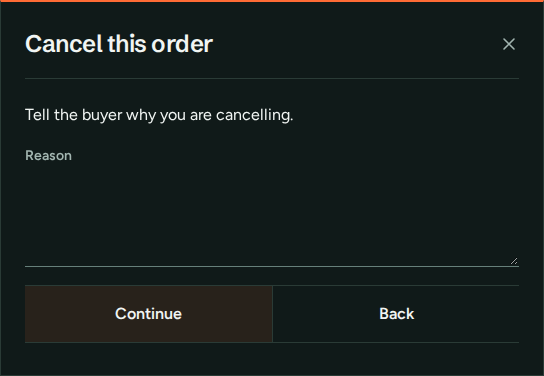 Cancel this order
Tell the buyer why you are cancelling.
Reason
Continue
Back